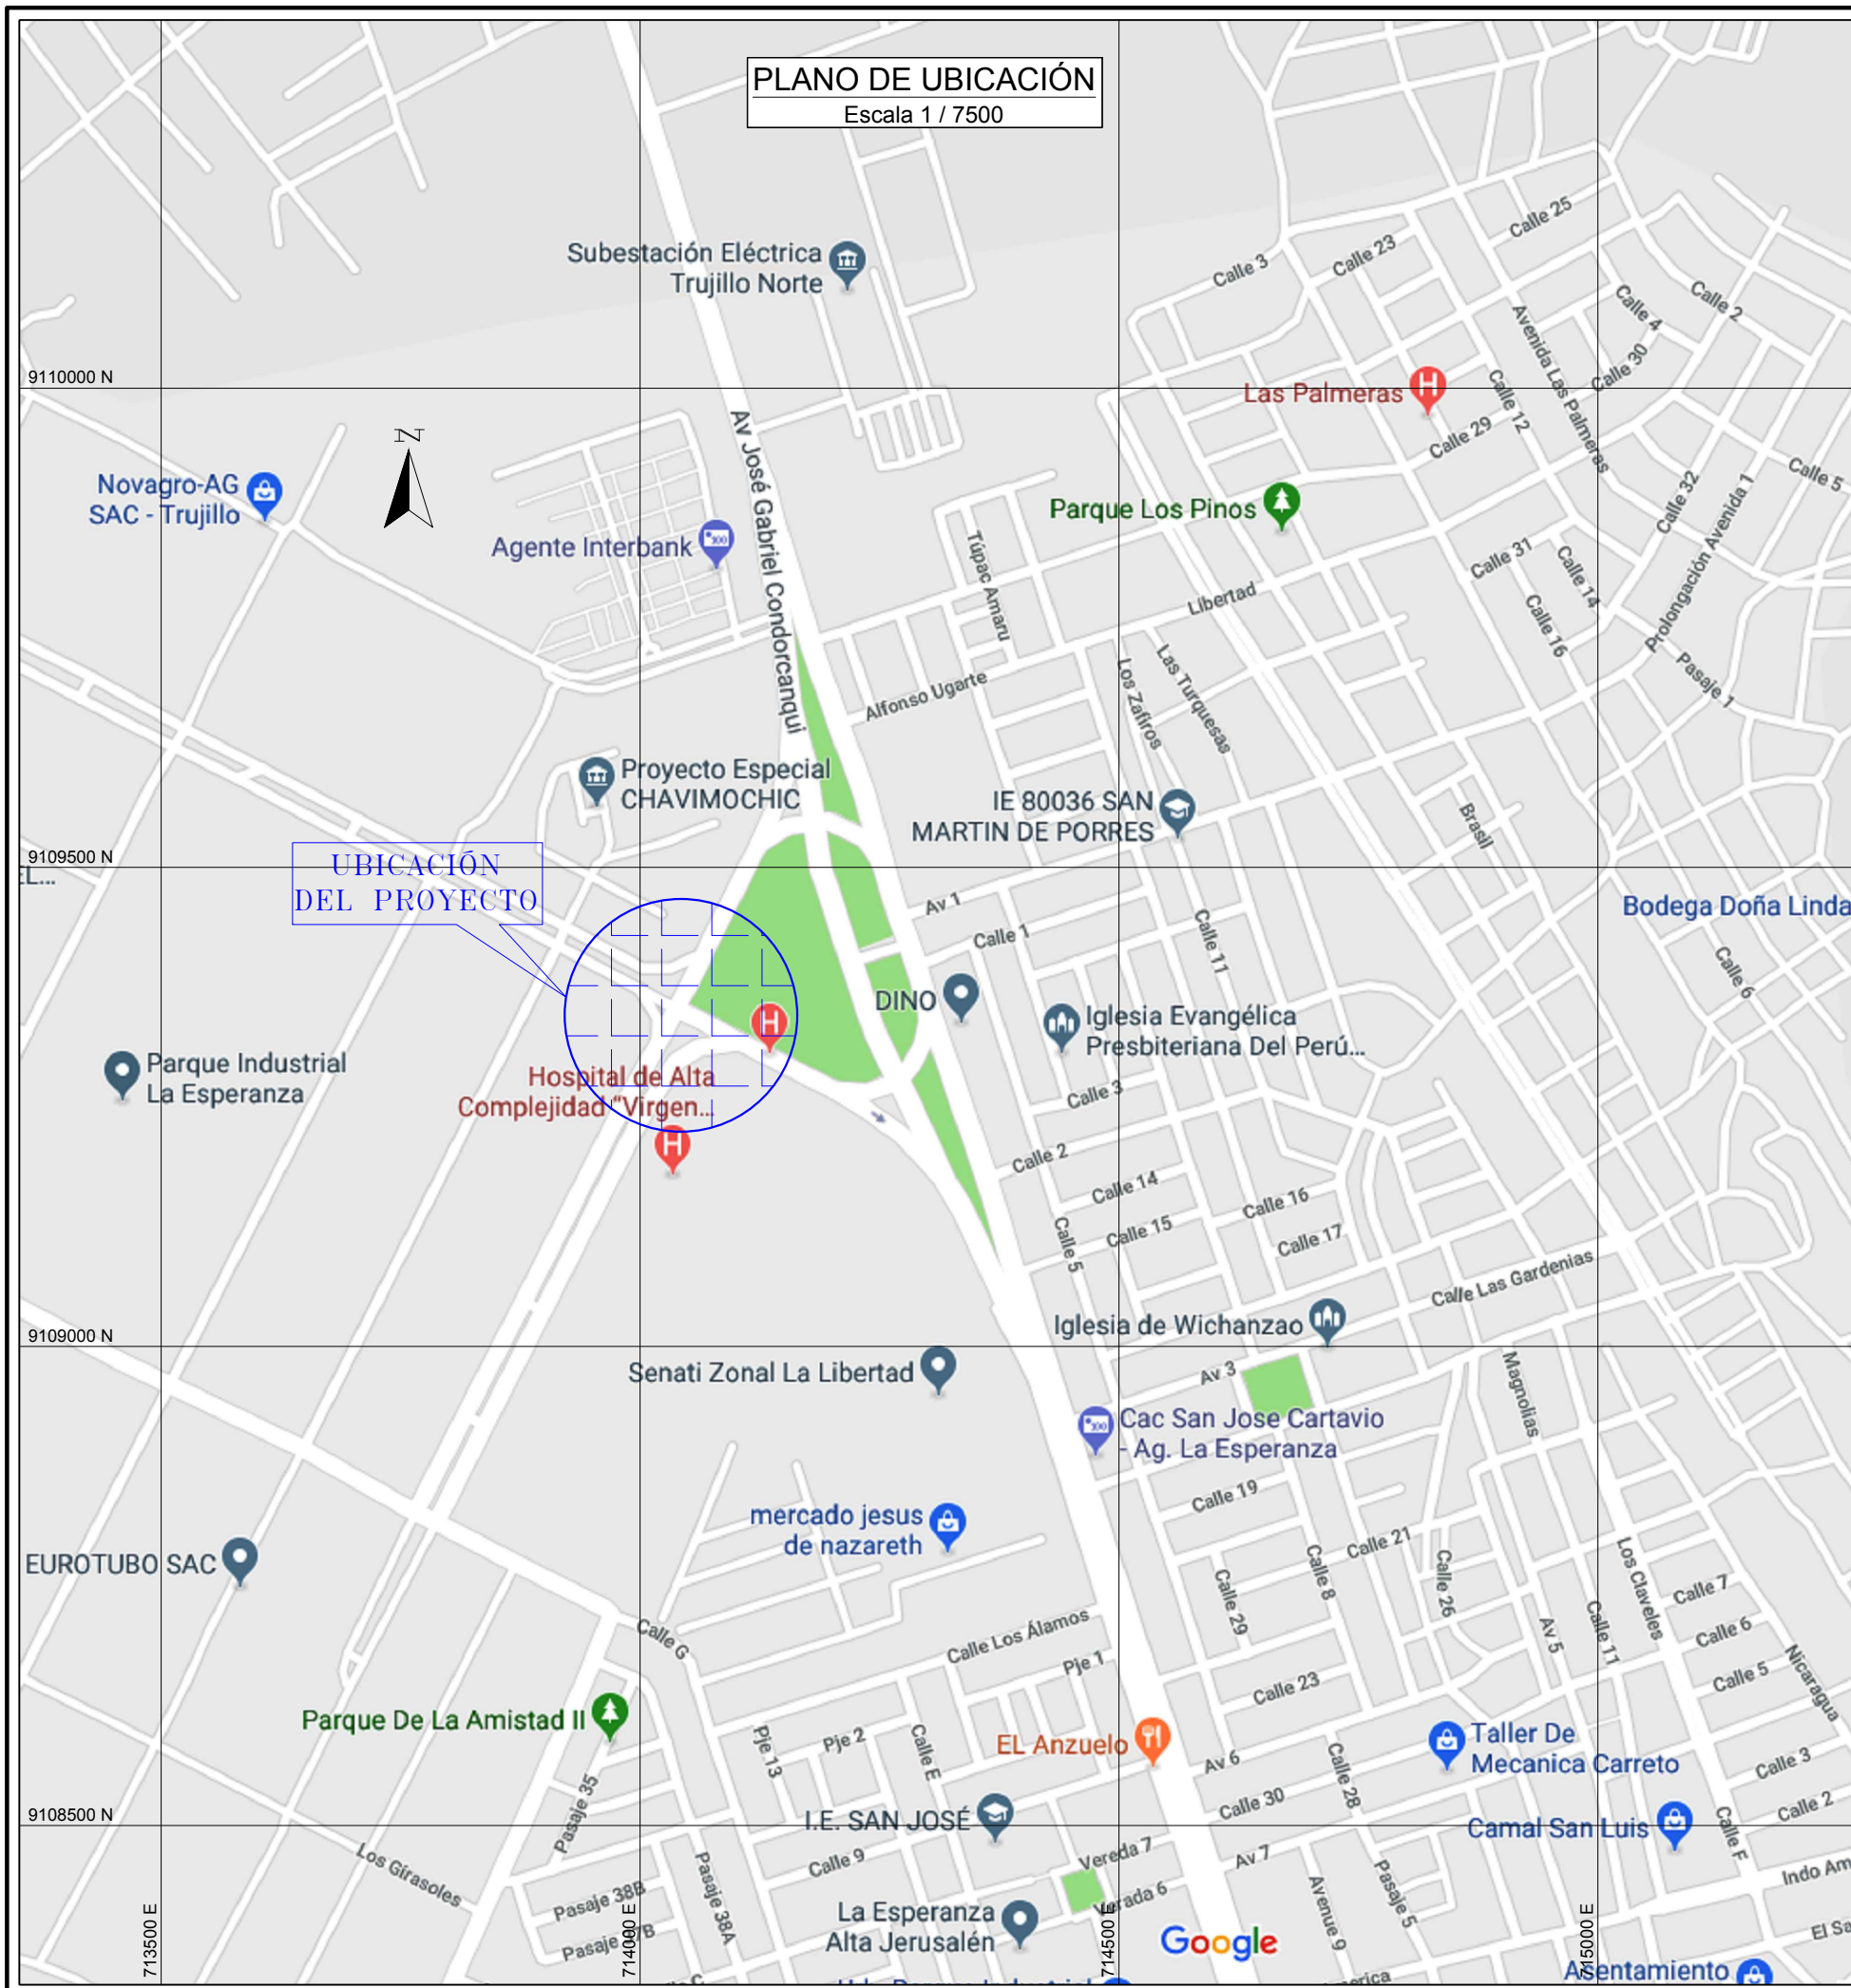 PLANO DE UBICACIÓN
Escala 1 / 7500
Subestación Eléctrica
Trujillo Norte
Calle 25
Calle 23
Calle 3
Calle 4
Calle 2
Calle 30
Avenida Las Palmeras
Calle 12
Las Palmeras
Calle 29
9110000 N
N
Av José Gabriel Condorcanqui
Novagro-AG
SAC - Trujillo
Agente Interbank
Parque Los Pinos
Calle 5
Calle 32
Prolongación Avenida 1
Túpac Amaru
Calle 31
Calle 14
Libertad
Calle 16
Alfonso Ugarte
Los Zafiros
Las Turquesas
Pasaje 1
Proyecto Especial
CHAVIMOCHIC
IE 80036 SAN
MARTIN DE PORRES
Brasil
9109500 N
EL...
UBICACIÓN
DEL PROYECTO
Av 1
Calle 1
Calle 11
Bodega Doña Linda
Calle 6
DINO
Iglesia Evangélica
Presbiteriana Del Perú...
Parque Industrial
La Esperanza
Hospital de Alta
Complejidad "Virgen...
Calle 3
Calle 2
Calle 14
Calle 16
Calle 15
Calle 17
Calle 5
Calle Las Gardenias
Iglesia de Wichanzao
9109000 N
Senati Zonal La Libertad
Av 3
Magnolias
Cac San Jose Cartavio
- Ag. La Esperanza
Calle 19
mercado jesus
de nazareth
Calle 21
EUROTUBO SAC
Calle 29
Calle 8
Calle 26
Los Claveles
Calle 7
Calle G
Calle Los Álamos
Av 5
Calle 11
Calle 6
Pje 1
Calle 5
Nicaragua
Calle 23
Parque De La Amistad II
Pje 13
Pje 2
Calle E
EL Anzuelo
Av 6
Calle 28
Taller De
Mecanica Carreto
Calle 3
Pasaje 35
Calle 30
Calle 2
9108500 N
I.E. SAN JOSÉ
Camal San Luis
Calle F
Los Girasoles
Calle 9
Vereda 7
Av 7
Pasaje 38B
Pasaje 38A
Verada 6
Avenue 9
Pasaje 5
Indo Am
La Esperanza
Alta Jerusalén
Google
El Sa
713500 E
714000 E
714500 E
715000 E
Asentamiento